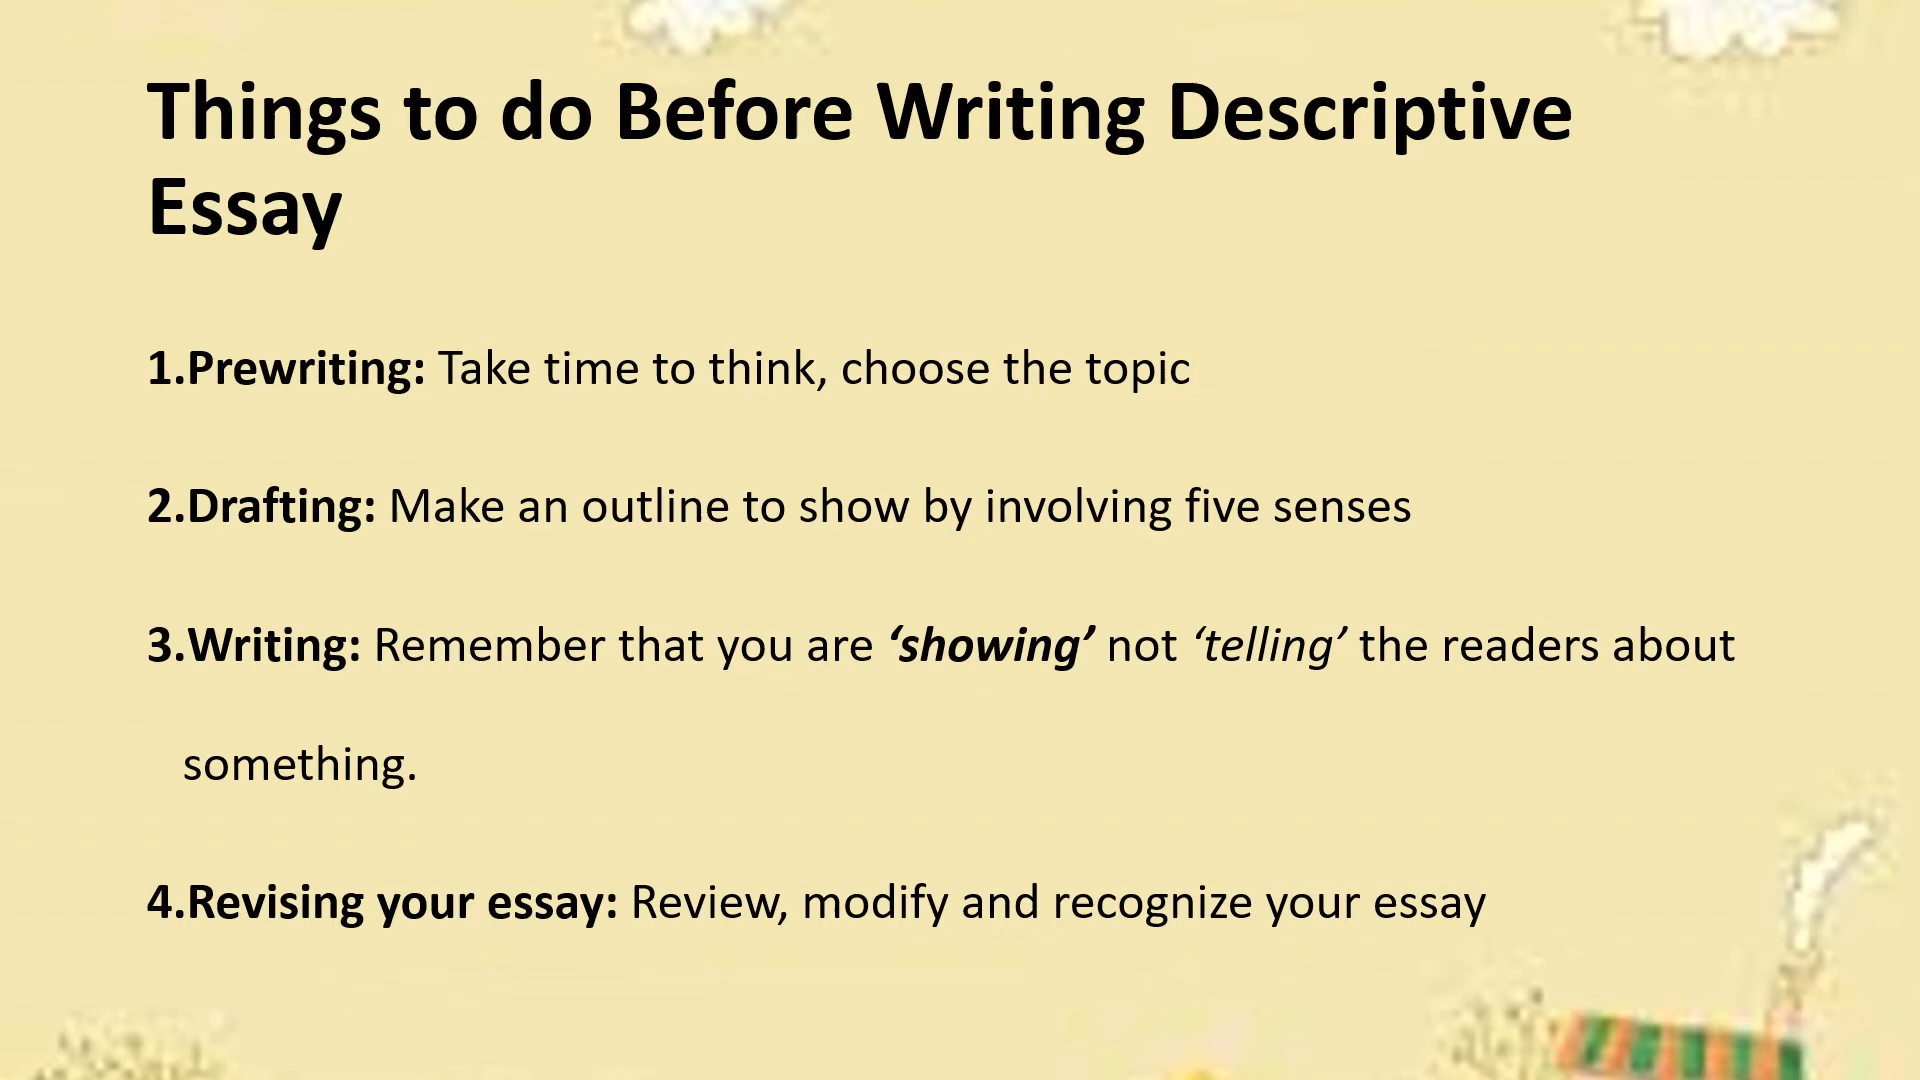 Things to do Before Writing Descriptive
Essay
1.Prewriting: Take time to think, choose the topic
2.Drafting: Make an outline to show by involving five senses
3.Writing: Remember that you are ‘showing’ not ‘telling’ the readers about
something.
4.Revising your essay: Review, modify and recognize your essay